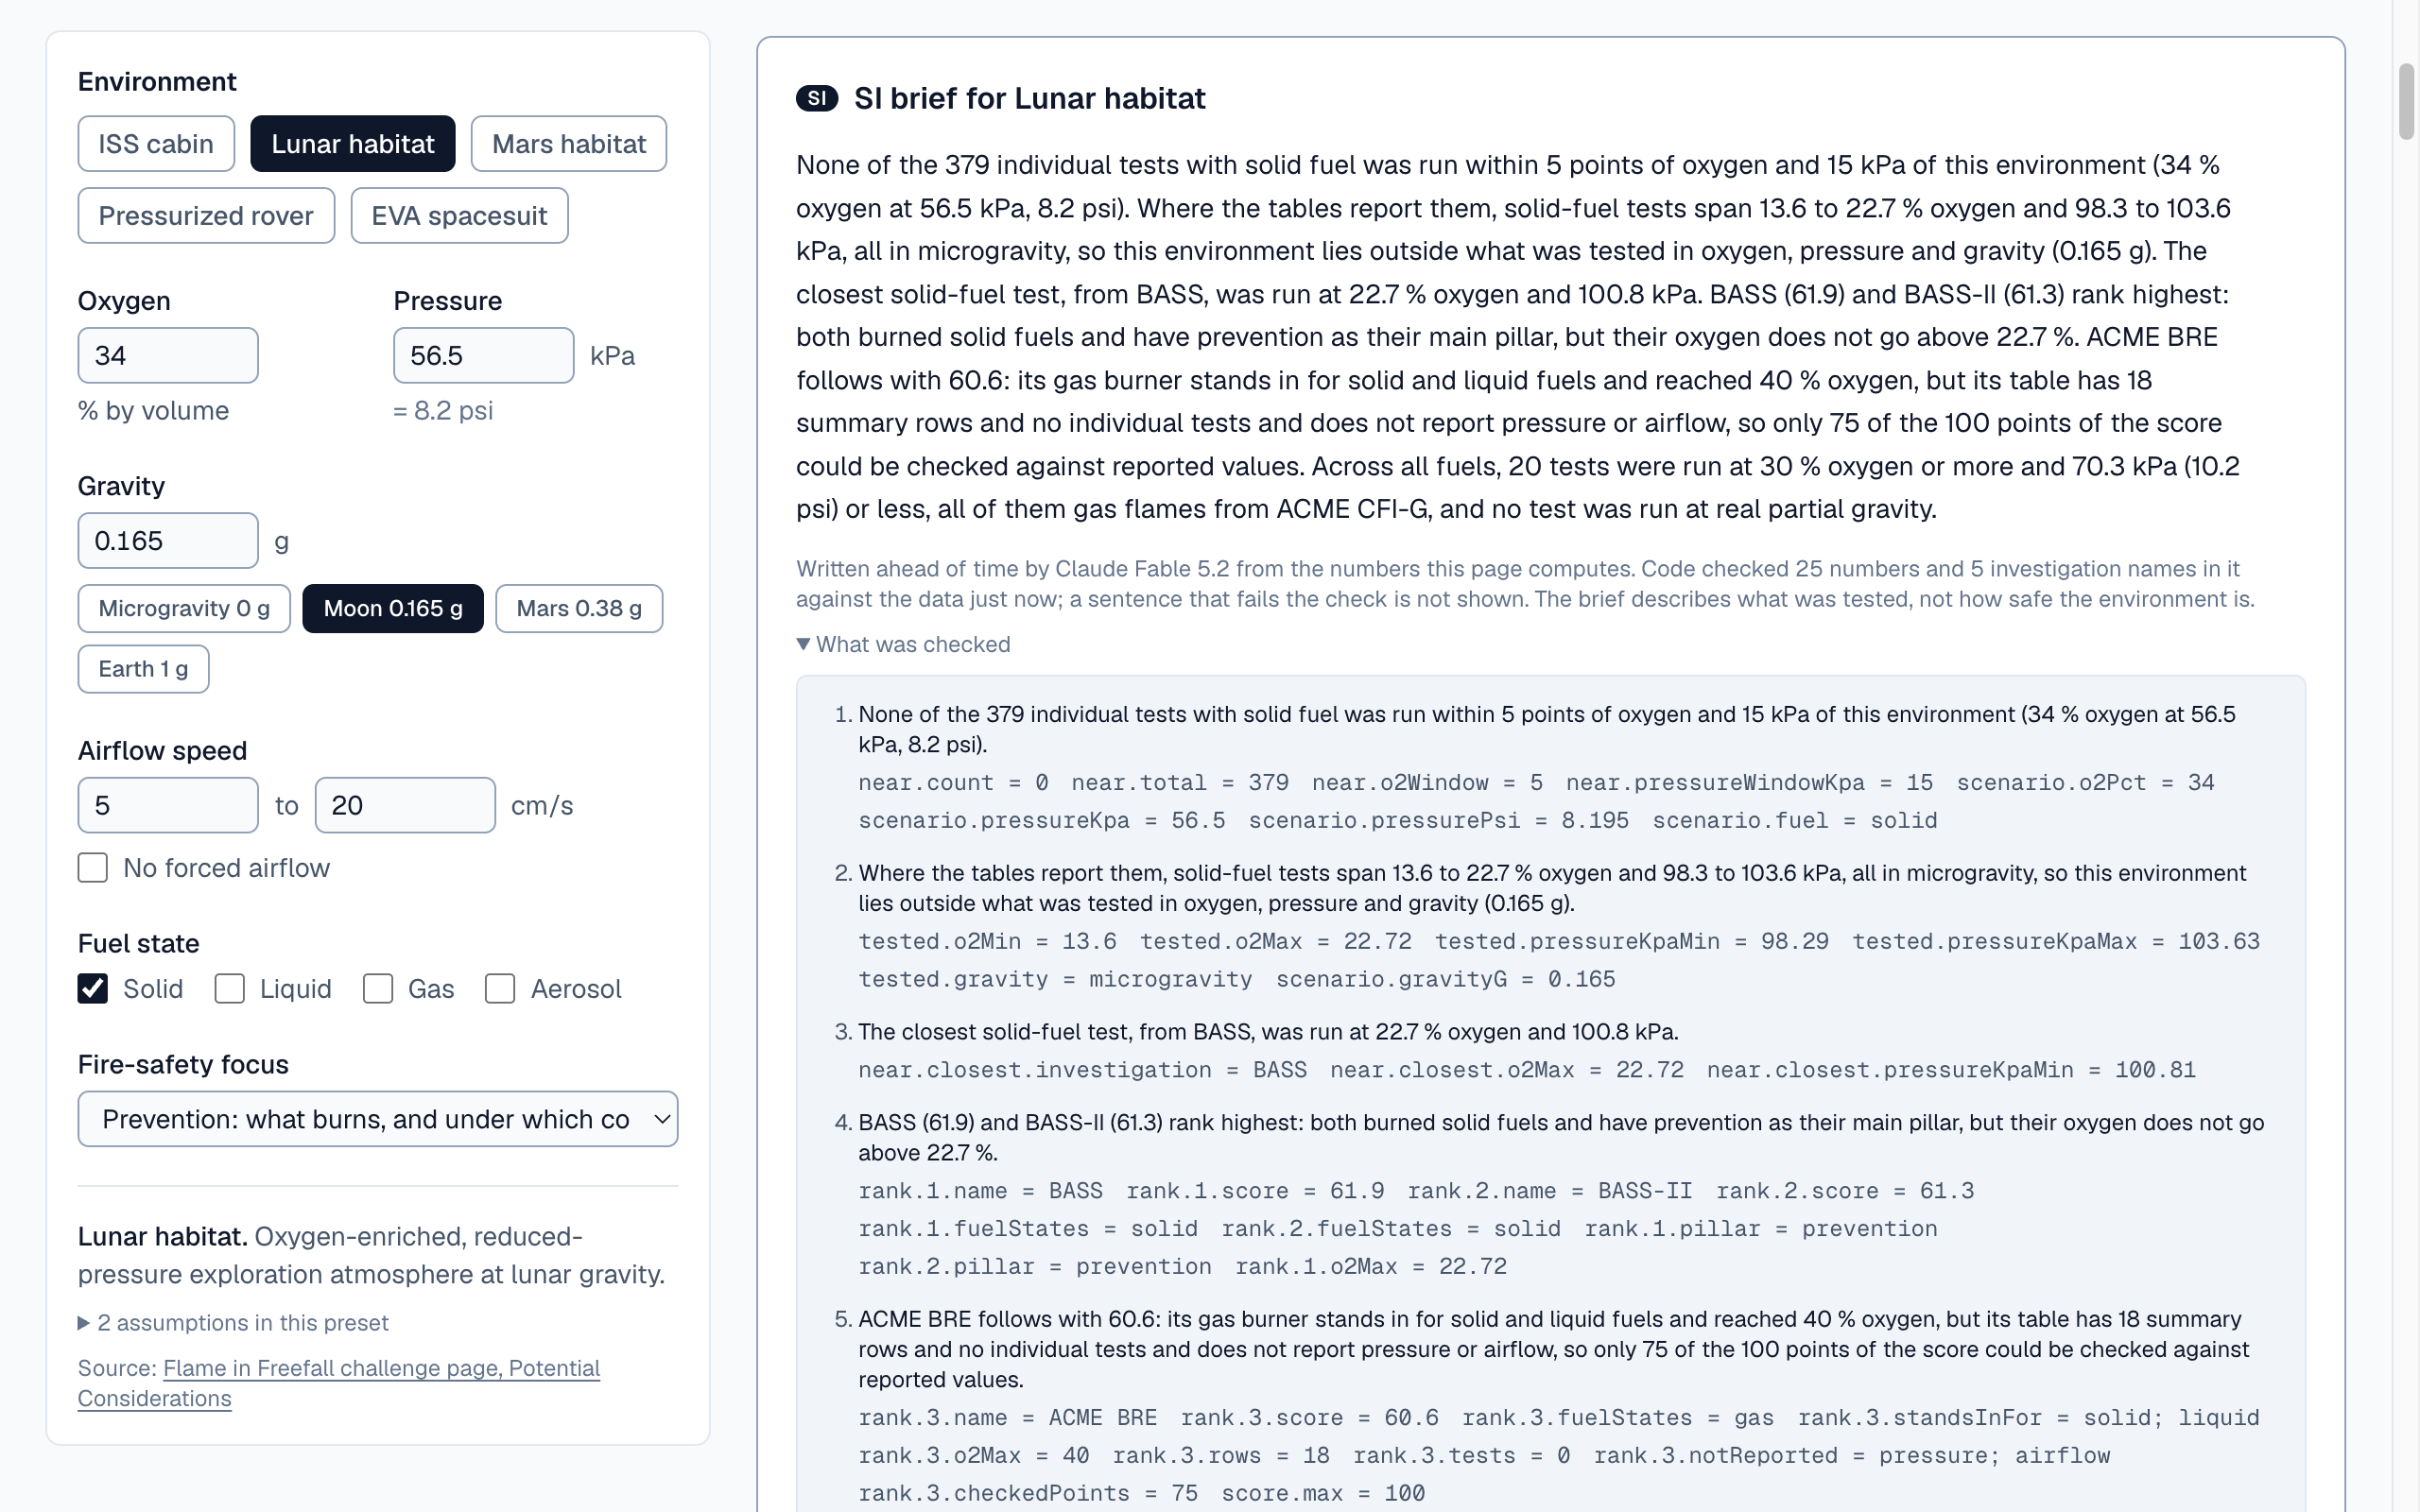 Environment
ISS cabin
Lunar habitat
Mars habitat
Pressurized rover
EVA spacesuit
Oxygen
Pressure
34
56.5
kPa
% by volume
= 8.2 psi
Gravity
0.165
g
Microgravity 0 g
Moon 0.165 g
Mars 0.38 g
Earth 1 g
Airflow speed
5
to
20
cm/s
No forced airflow
Fuel state
Solid
Liquid
Gas
Aerosol
Fire-safety focus
Prevention: what burns, and under which co
Lunar habitat. Oxygen-enriched, reduced-
pressure exploration atmosphere at lunar gravity.
2 assumptions in this preset
Source: Flame in Freefall challenge page, Potential
Considerations
SI
SI brief for Lunar habitat
None of the 379 individual tests with solid fuel was run within 5 points of oxygen and 15 kPa of this environment (34 %
oxygen at 56.5 kPa, 8.2 psi). Where the tables report them, solid-fuel tests span 13.6 to 22.7 % oxygen and 98.3 to 103.6
kPa, all in microgravity, so this environment lies outside what was tested in oxygen, pressure and gravity (0.165 g). The
closest solid-fuel test, from BASS, was run at 22.7 % oxygen and 100.8 kPa. BASS (61.9) and BASS-II (61.3) rank highest:
both burned solid fuels and have prevention as their main pillar, but their oxygen does not go above 22.7 %. ACME BRE
follows with 60.6: its gas burner stands in for solid and liquid fuels and reached 40 % oxygen, but its table has 18
summary rows and no individual tests and does not report pressure or airflow, so only 75 of the 100 points of the score
could be checked against reported values. Across all fuels, 20 tests were run at 30 % oxygen or more and 70.3 kPa (10.2
psi) or less, all of them gas flames from ACME CFI-G, and no test was run at real partial gravity.
Written ahead of time by Claude Fable 5.2 from the numbers this page computes. Code checked 25 numbers and 5 investigation names in it
against the data just now; a sentence that fails the check is not shown. The brief describes what was tested, not how safe the environment is.
What was checked
1. None of the 379 individual tests with solid fuel was run within 5 points of oxygen and 15 kPa of this environment (34 % oxygen at 56.5
kPa, 8.2 psi).
near.count = 0 near.total = 379 near.o2Window = 5 near.pressureWindowKpa = 15 scenario.o2Pct = 34
scenario.pressureKpa = 56.5 scenario.pressurePsi = 8.195 scenario.fuel = solid
2. Where the tables report them, solid-fuel tests span 13.6 to 22.7 % oxygen and 98.3 to 103.6 kPa, all in microgravity, so this environment
lies outside what was tested in oxygen, pressure and gravity (0.165 g).
tested.o2Min = 13.6 tested.o2Max = 22.72 tested.pressureKpaMin = 98.29 tested.pressureKpaMax = 103.63
tested.gravity = microgravity scenario.gravityG = 0.165
3. The closest solid-fuel test, from BASS, was run at 22.7 % oxygen and 100.8 kPa.
near.closest.investigation = BASS near.closest.o2Max = 22.72 near.closest.pressureKpaMin = 100.81
4. BASS (61.9) and BASS-II (61.3) rank highest: both burned solid fuels and have prevention as their main pillar, but their oxygen does not go
above 22.7 %.
rank.1.name = BASS rank.1.score = 61.9 rank.2.name = BASS-II rank.2.score = 61.3
rank.1.fuelStates = solid rank.2.fuelStates = solid rank.1.pillar = prevention
rank.2.pillar = prevention rank.1.o2Max = 22.72
5. ACME BRE follows with 60.6: its gas burner stands in for solid and liquid fuels and reached 40 % oxygen, but its table has 18 summary
rows and no individual tests and does not report pressure or airflow, so only 75 of the 100 points of the score could be checked against
reported values.
rank.3.name = ACME BRE rank.3.score = 60.6 rank.3.fuelStates = gas rank.3.standsInFor = solid; liquid
rank.3.o2Max = 40 rank.3.rows = 18 rank.3.tests = 0 rank.3.notReported = pressure; airflow
rank.3.checkedPoints = 75 score.max = 100